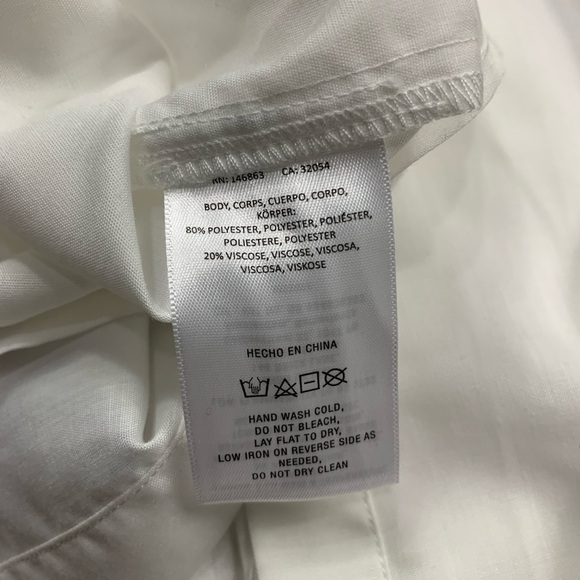 RN: 146863 CA: 32054
BODY, CORPS, CUERPO, CORPO,
KÖRPER:
80% POLYESTER, POLYESTER, POLIÉSTER,
POLIESTERE, POLYESTER
20% VISCOSE, VISCOSE, VISCOSA,
VISCOSA, VISKOSE
HECHO EN CHINA
HAND WASH COLD,
DO NOT BLEACH,
LAY FLAT TO DRY,
LOW IRON ON REVERSE SIDE AS
NEEDED,
DO NOT DRY CLEAN